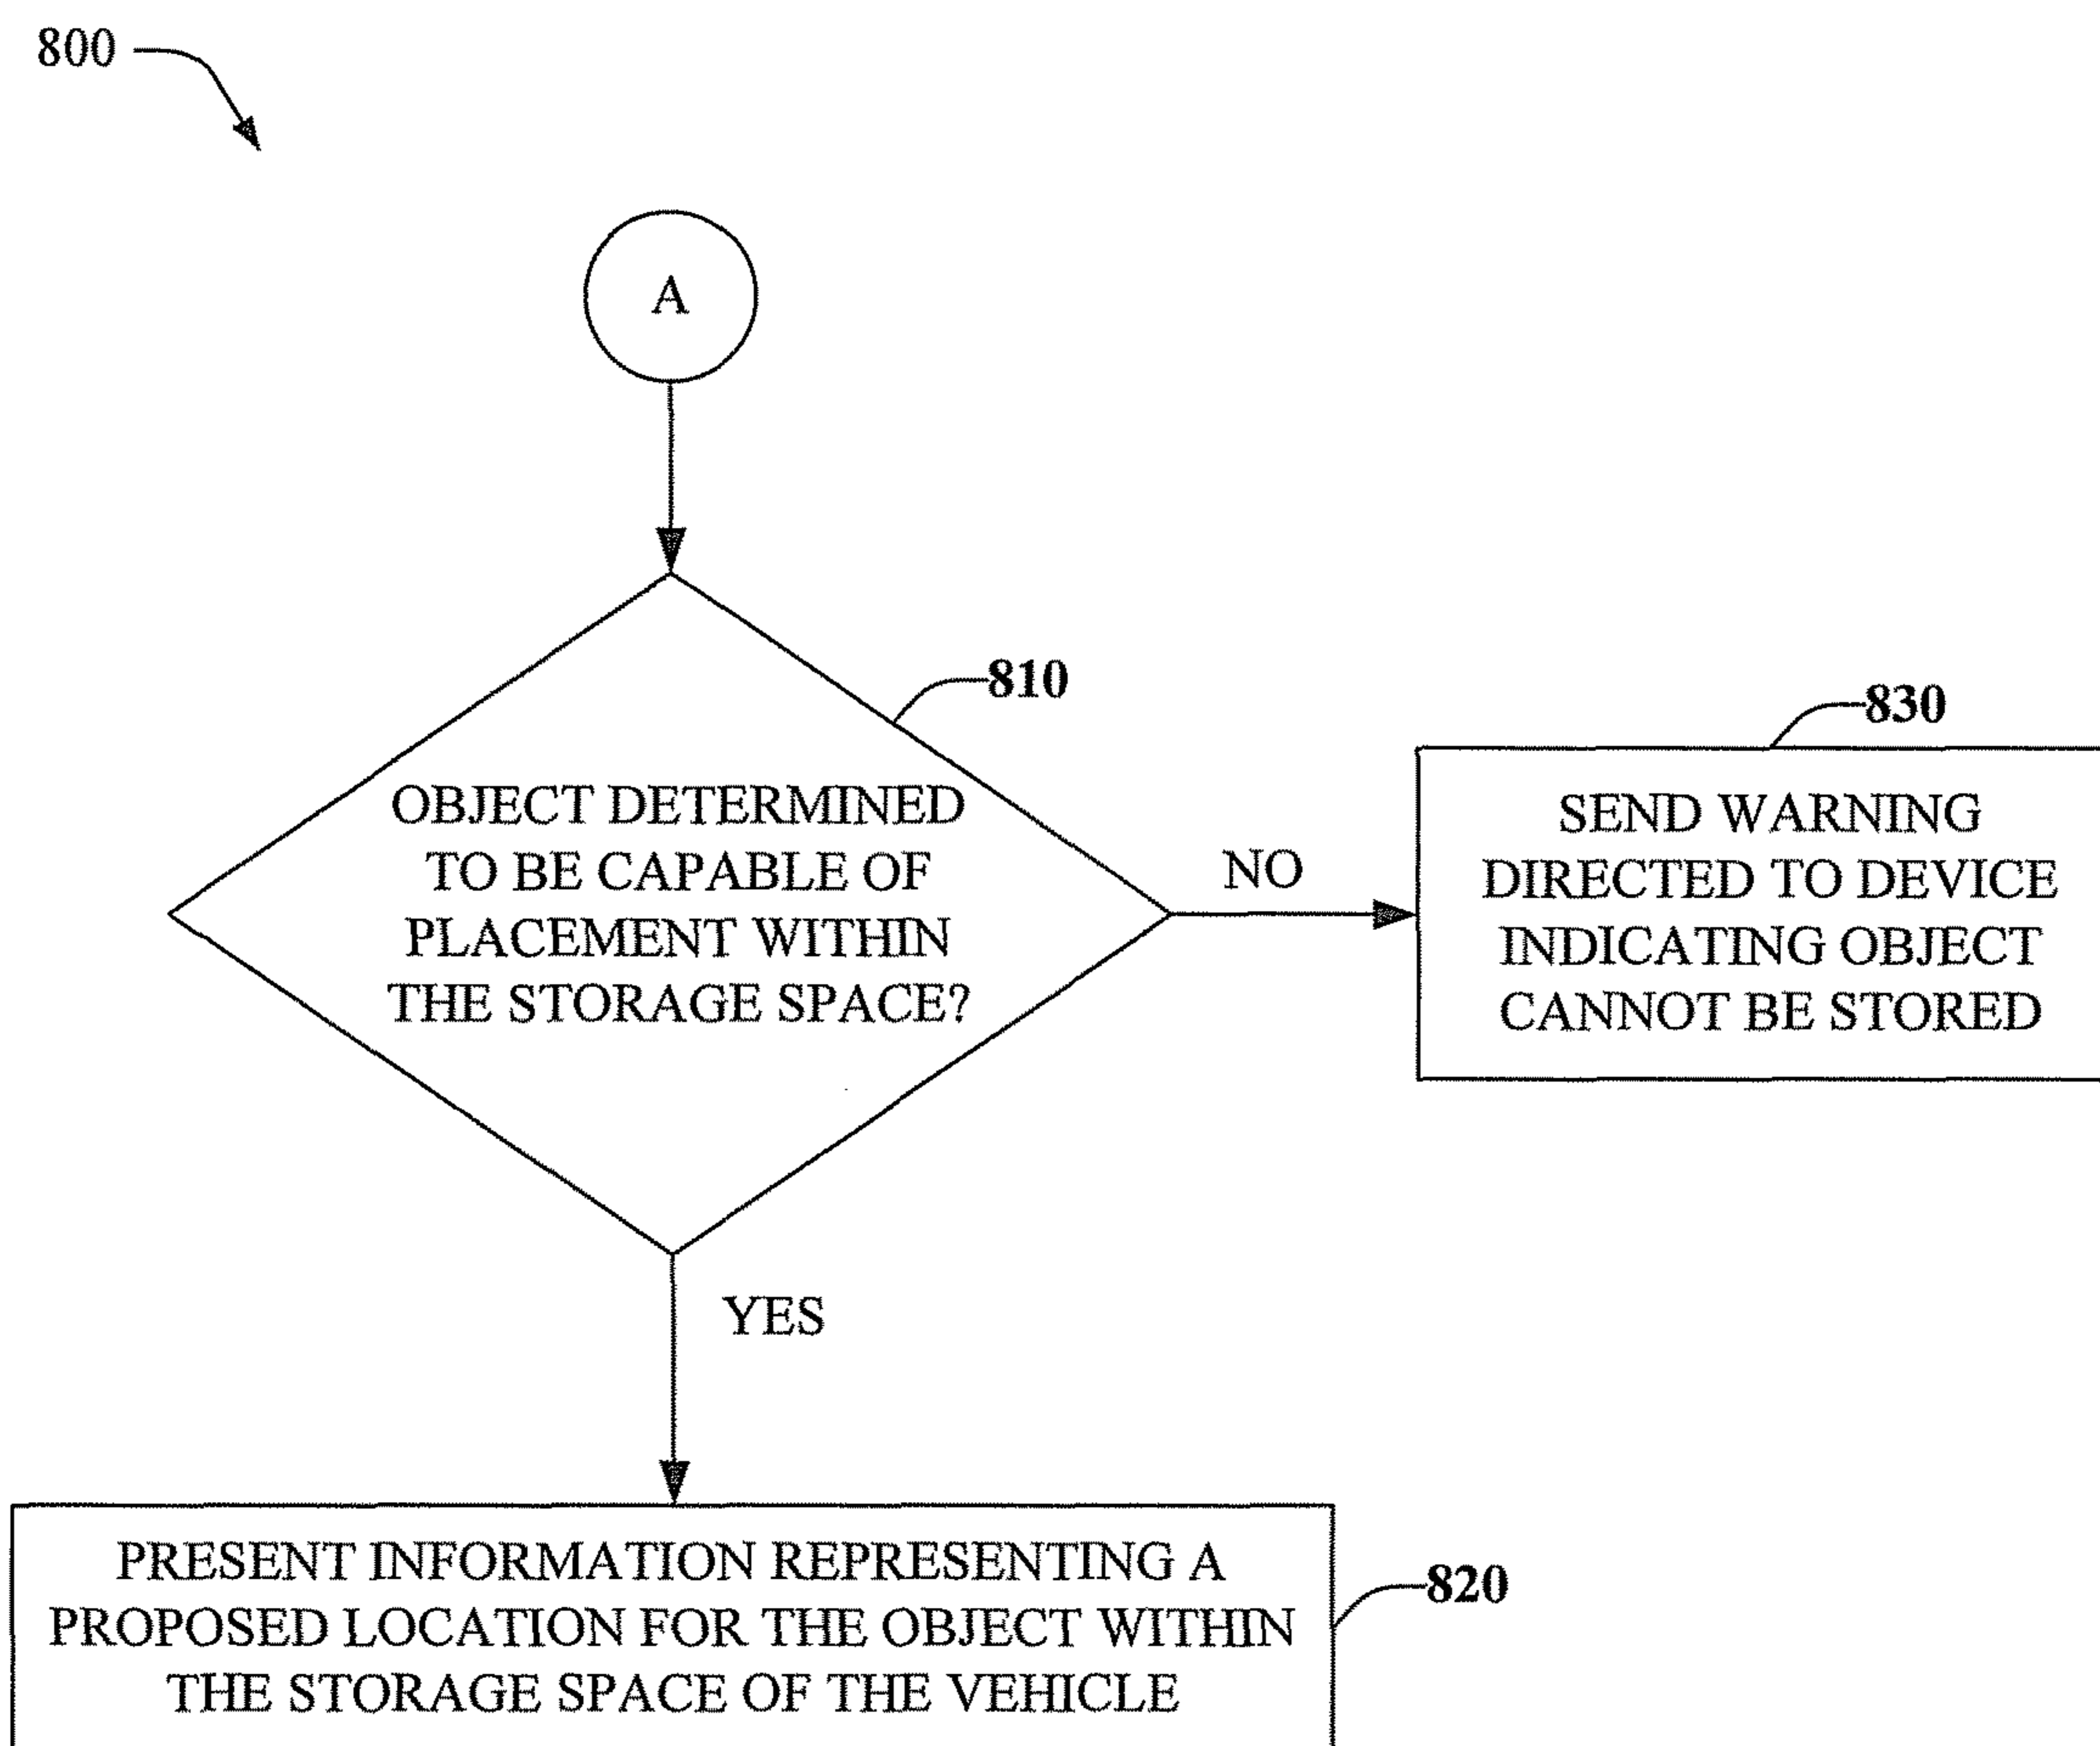 800
A
810
OBJECT DETERMINED
TO BE CAPABLE OF
PLACEMENT WITHIN
THE STORAGE SPACE?
NO
830
SEND WARNING
DIRECTED TO DEVICE
INDICATING OBJECT
CANNOT BE STORED
YES
PRESENT INFORMATION REPRESENTING A
PROPOSED LOCATION FOR THE OBJECT WITHIN
THE STORAGE SPACE OF THE VEHICLE
820